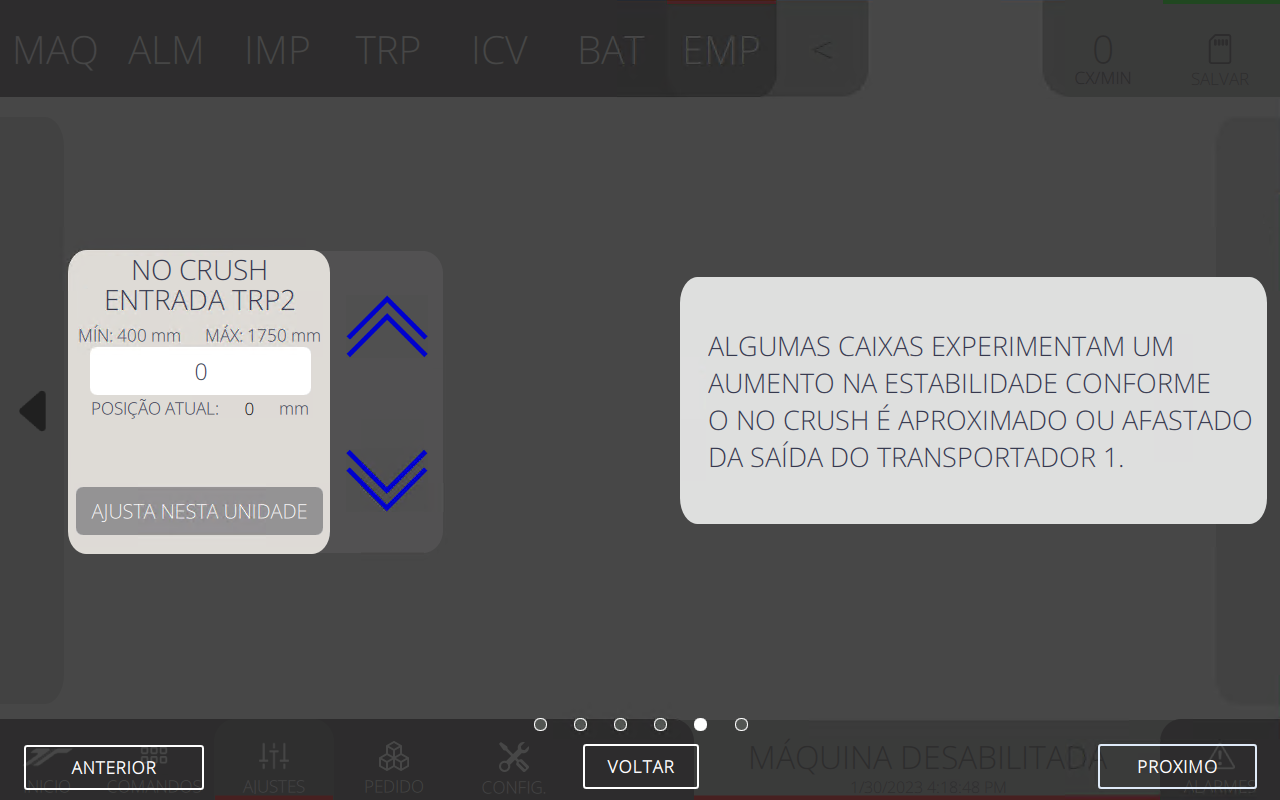 MAQ ALM IMP TRP ICV BAT EMP <
0
CX/MIN SALVAR
NO CRUSH
ENTRADA TRP2
MÍN: 400 mm MÁX: 1750 mm
0
POSIÇÃO ATUAL: 0 mm
AJUSTA NESTA UNIDADE
ALGUMAS CAIXAS EXPERIMENTAM UM
AUMENTO NA ESTABILIDADE CONFORME
O NO CRUSH É APROXIMADO OU AFASTADO
DA SAÍDA DO TRANSPORTADOR 1.
MÁQUINA DESABILITADA
ANTERIOR VOLTAR PROXIMO
INICIO COMANDOS AJUSTES PEDIDO CONFIG. 1/30/2023 4:18:48 PM ALARMES